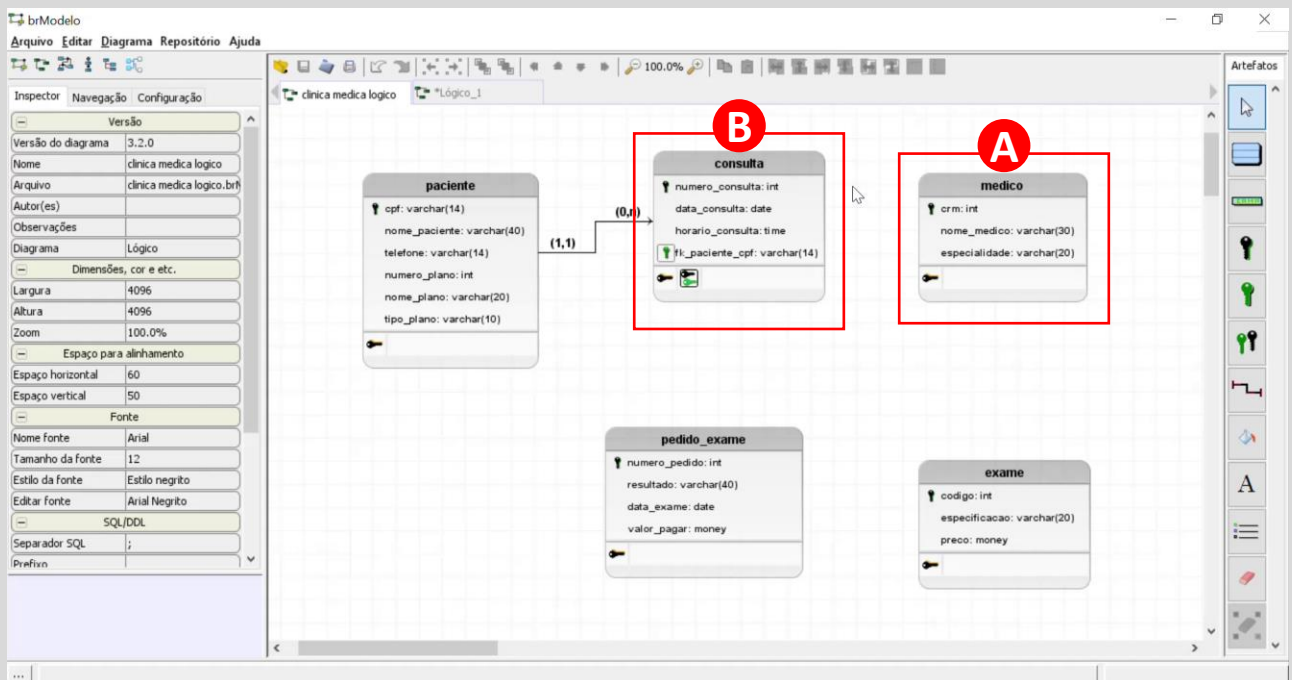 brModelo
Arquivo Editar Diagrama Repositório Ajuda
100.0%
Artefatos
Inspector Navegação Configuração
clinica medica logico
*Lógico_1
Versão
Versão do diagrama 3.2.0
Nome clinica medica logico
Arquivo clinica medica logico.brM
Autor(es)
Observações
Diagrama Lógico
Dimensões, cor e etc.
Largura 4096
Altura 4096
Zoom 100.0%
Espaço para alinhamento
Espaço horizontal 60
Espaço vertical 50
Fonte
Nome fonte Arial
Tamanho da fonte 12
Estilo da fonte Estilo negrito
Editar fonte Arial Negrito
SQL/DDL
Separador SQL ;
Prefixo
paciente
cpf: varchar(14)
nome_paciente: varchar(40)
telefone: varchar(14)
numero_plano: int
nome_plano: varchar(20)
tipo_plano: varchar(10)
(1,1)
(0,n)
B
consulta
numero_consulta: int
data_consulta: date
horario_consulta: time
fk_paciente_cpf: varchar(14)
A
medico
crm: int
nome_medico: varchar(30)
especialidade: varchar(20)
pedido_exame
numero_pedido: int
resultado: varchar(40)
data_exame: date
valor_pagar: money
exame
codigo: int
especificacao: varchar(20)
preco: money
A
...